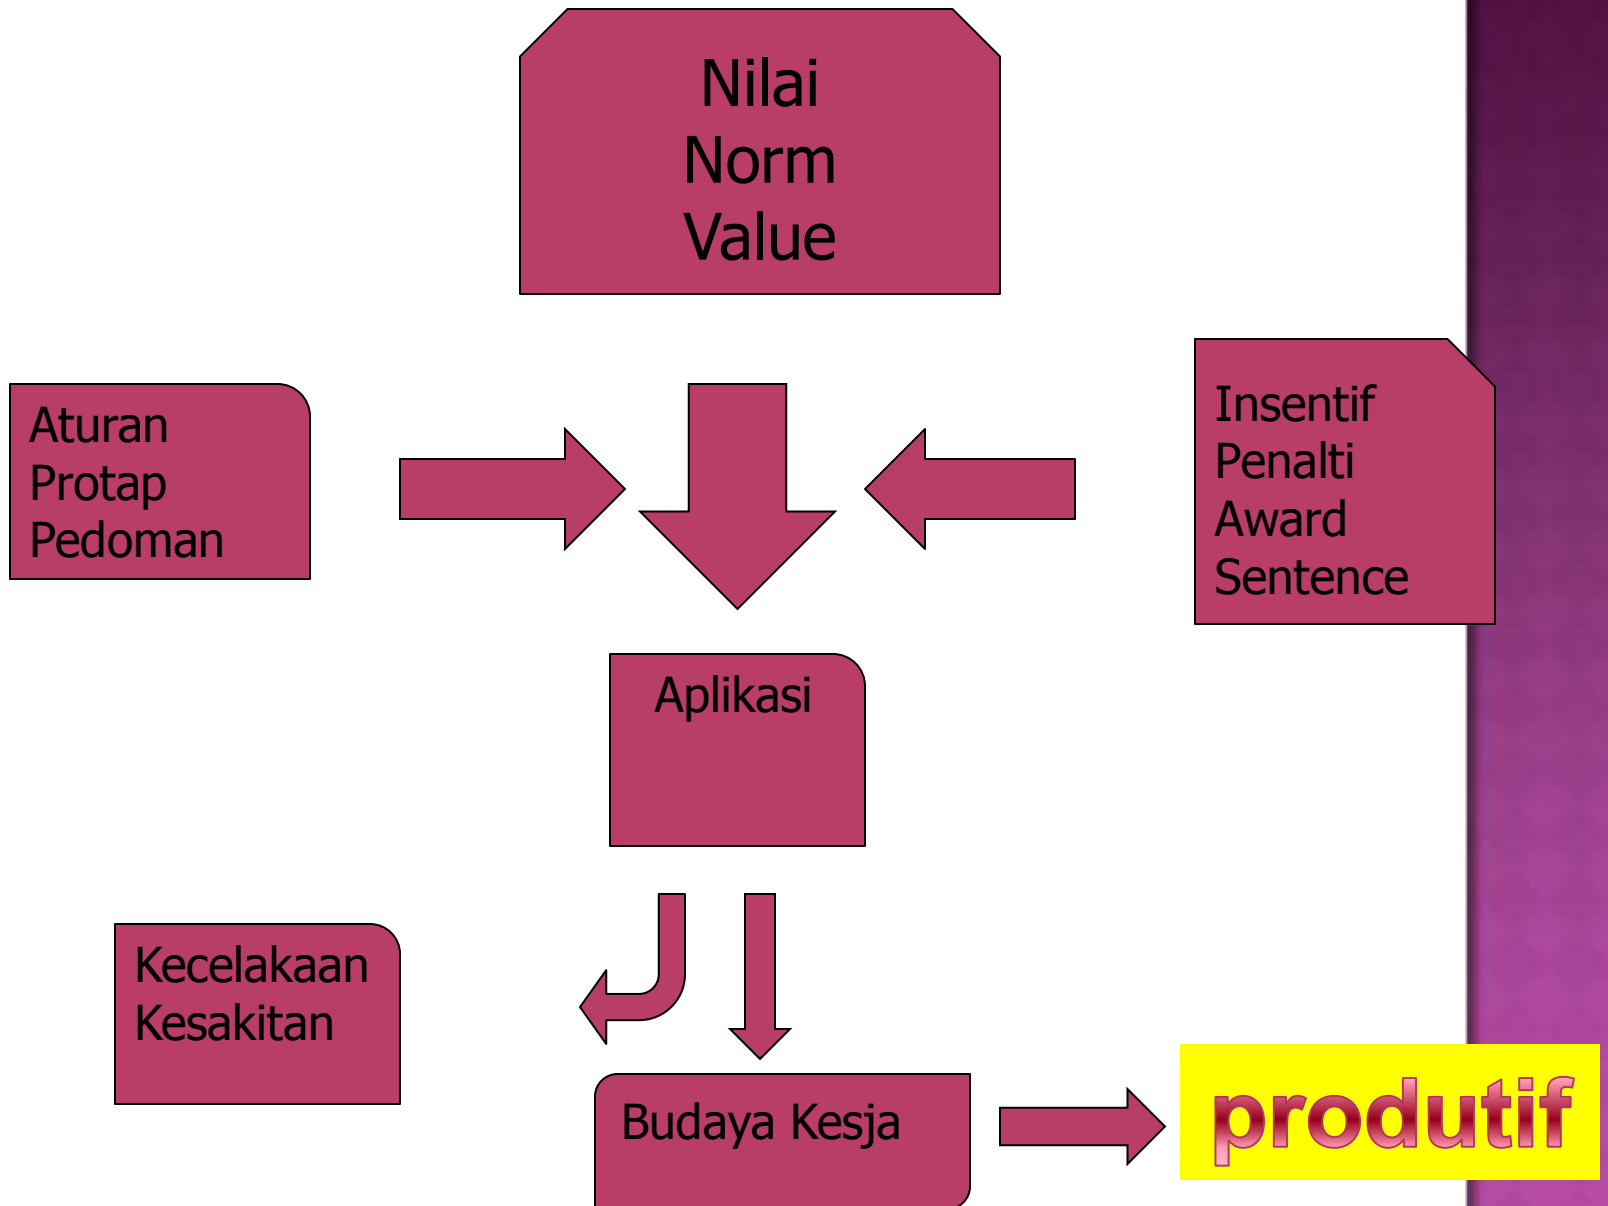 Nilai
Norm
Value
Aturan
Protap
Pedoman
Insentif
Penalti
Award
Sentence
Aplikasi
Kecelakaan
Kesakitan
Budaya Kesja
produtif